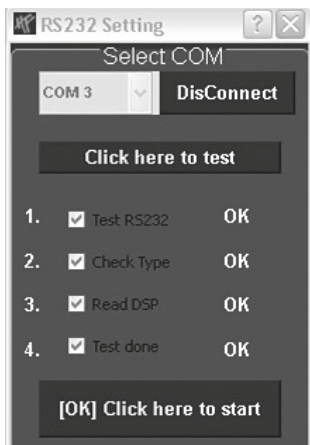 RS232 Setting
Select COM
COM 3 DisConnect
Click here to test
1. Test RS232 OK
2. Check Type OK
3. Read DSP OK
4. Test done OK
[OK] Click here to start